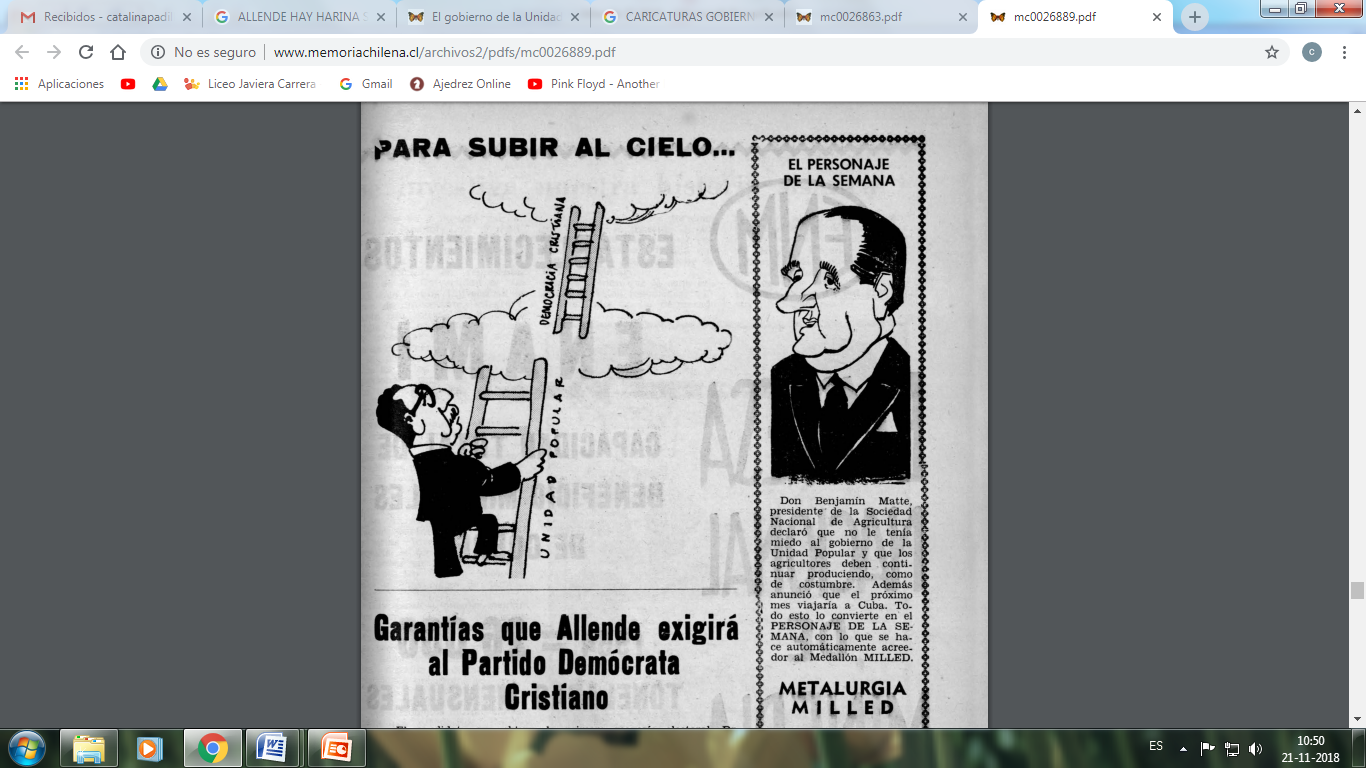 Recibidos - catalinapadi
ALLENDE HAY HARINA S
El gobierno de la Unidad
CARICATURAS GOBIERN
mc0026863.pdf
mc0026889.pdf
No es seguro
www.memoriachilena.cl/archivos2/pdfs/mc0026889.pdf
Aplicaciones
Liceo Javiera Carrera
Gmail
Ajedrez Online
Pink Floyd - Another
PARA SUBIR AL CIELO...
DEMOCRACIA CRISTIANA
UNIDAD POPULAR
Garantías que Allende exigirá
al Partido Demócrata
Cristiano
EL PERSONAJE
DE LA SEMANA
Don Benjamín Matte,
presidente de la Sociedad
Nacional de Agricultura
declaró que no le tenía
miedo al gobierno de la
Unidad Popular y que los
agricultores deben conti-
nuar produciendo, como
de costumbre. Además
anunció que el próximo
mes viajaría a Cuba. To-
do esto lo convierte en el
PERSONAJE DE LA SE-
MANA, con lo que se ha-
ce automáticamente acree-
dor al Medallón MILLED.
METALURGIA
MILLED
ES
10:50
21-11-2018